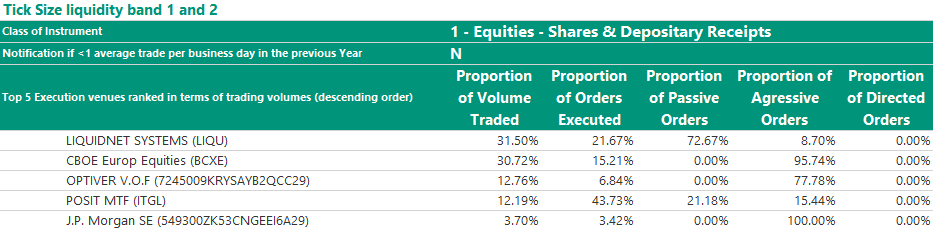 Tick Size liquidity band 1 and 2
Class of Instrument 1 - Equities - Shares & Depositary Receipts
Notification if <1 average trade per business day in the previous Year N
Top 5 Execution venues ranked in terms of trading volumes (descending order) Proportion of Volume Traded Proportion of Orders Executed Proportion of Passive Orders Proportion of Agressive Orders Proportion of Directed Orders
LIQUIDNET SYSTEMS (LIQU) 31.50% 21.67% 72.67% 8.70% 0.00%
CBOE Europ Equities (BCXE) 30.72% 15.21% 0.00% 95.74% 0.00%
OPTIVER V.O.F (7245009KRYSAYB2QCC29) 12.76% 6.84% 0.00% 77.78% 0.00%
POSIT MTF (ITGL) 12.19% 43.73% 21.18% 15.44% 0.00%
J.P. Morgan SE (549300ZK53CNGEEI6A29) 3.70% 3.42% 0.00% 100.00% 0.00%